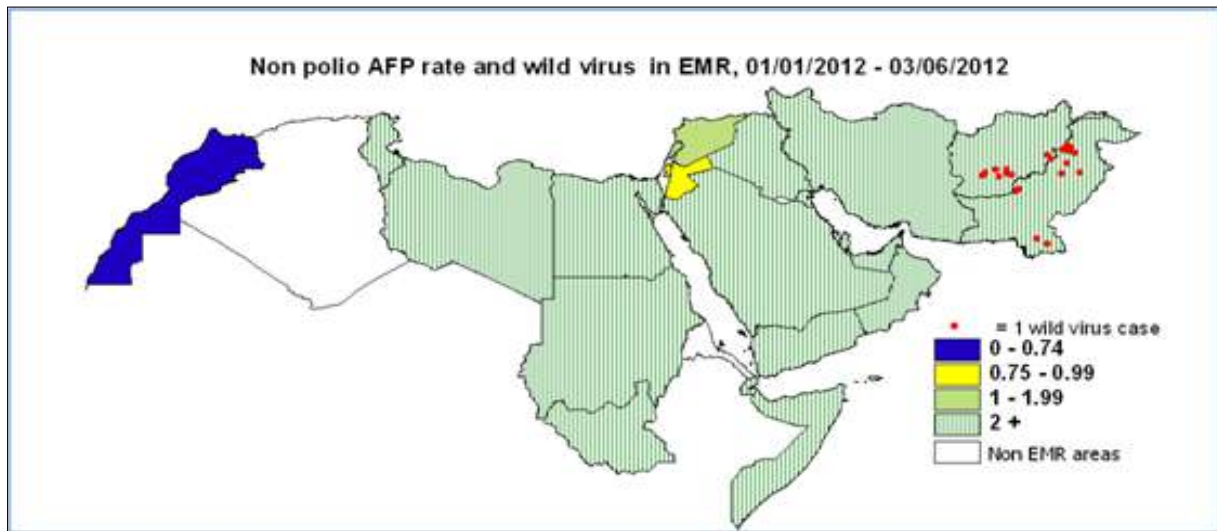 Non polio AFP rate and wild virus in EMR, 01/01/2012 - 03/06/2012
= 1 wild virus case
0 - 0.74
0.75 - 0.99
1 - 1.99
2 +
Non EMR areas